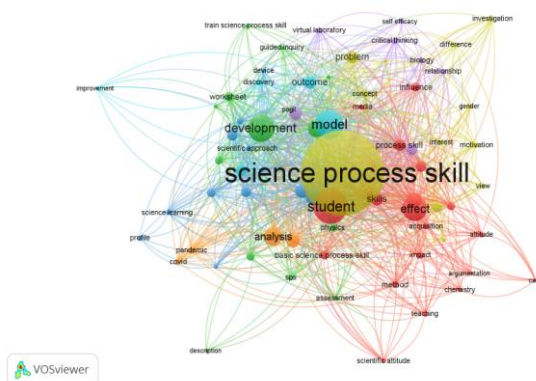 train science process skill
self efficacy
investigation
virtual laboratory
guided inquiry
critical thinking
difference
problem
biology
device
relationship
improvement
discovery
outcome
influence
worksheet
concept
pupil
media
gender
development
model
scientific approach
process skill
interest
motivation
science process skill
view
student
skills
effect
science learning
physics
acquisition
profile
analysis
attitude
pandemic
basic science process skill
impact
covid
sps
argumentation
method
chemistry
assessment
teaching
description
scientific attitude
VOSviewer